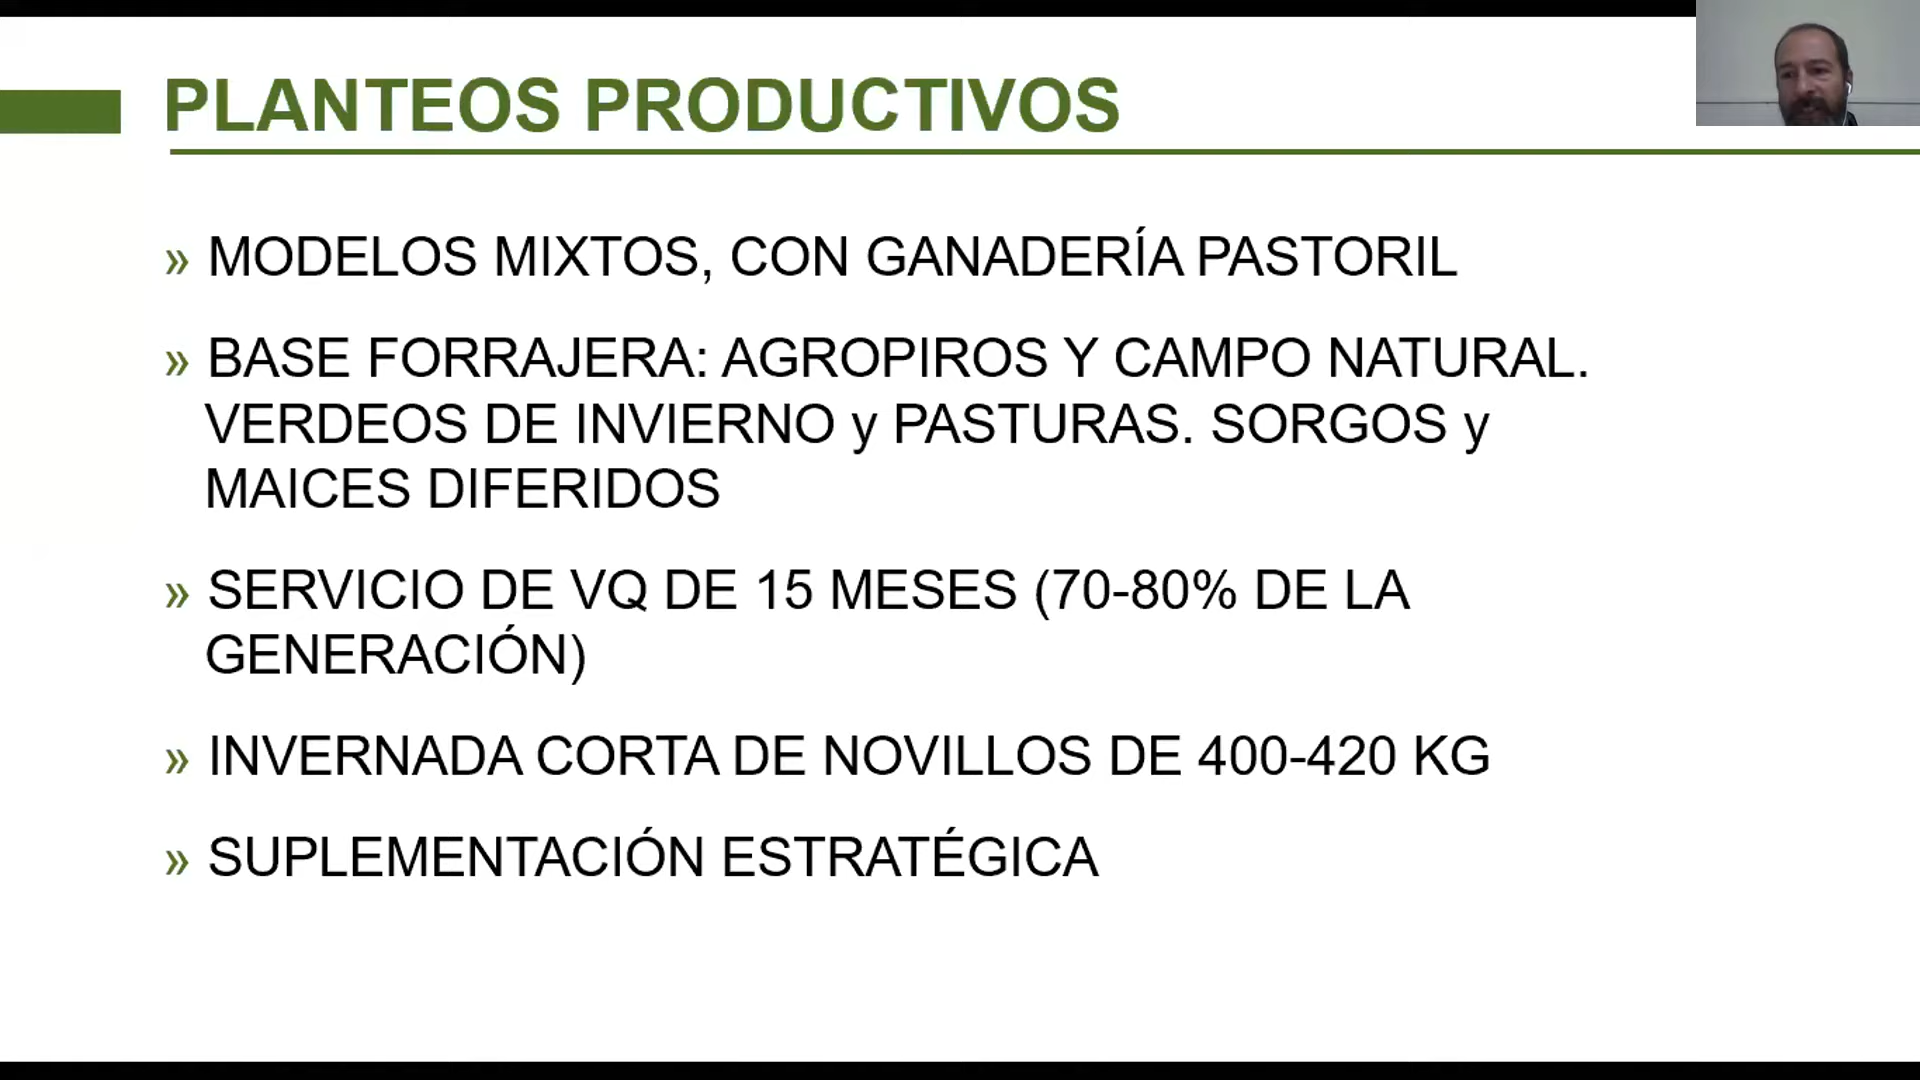 PLANTEOS PRODUCTIVOS
» MODELOS MIXTOS, CON GANADERÍA PASTORIL
» BASE FORRAJERA: AGROPIROS Y CAMPO NATURAL.
VERDEOS DE INVIERNO y PASTURAS. SORGOS y
MAICES DIFERIDOS
» SERVICIO DE VQ DE 15 MESES (70-80% DE LA
GENERACIÓN)
» INVERNADA CORTA DE NOVILLOS DE 400-420 KG
» SUPLEMENTACIÓN ESTRATÉGICA